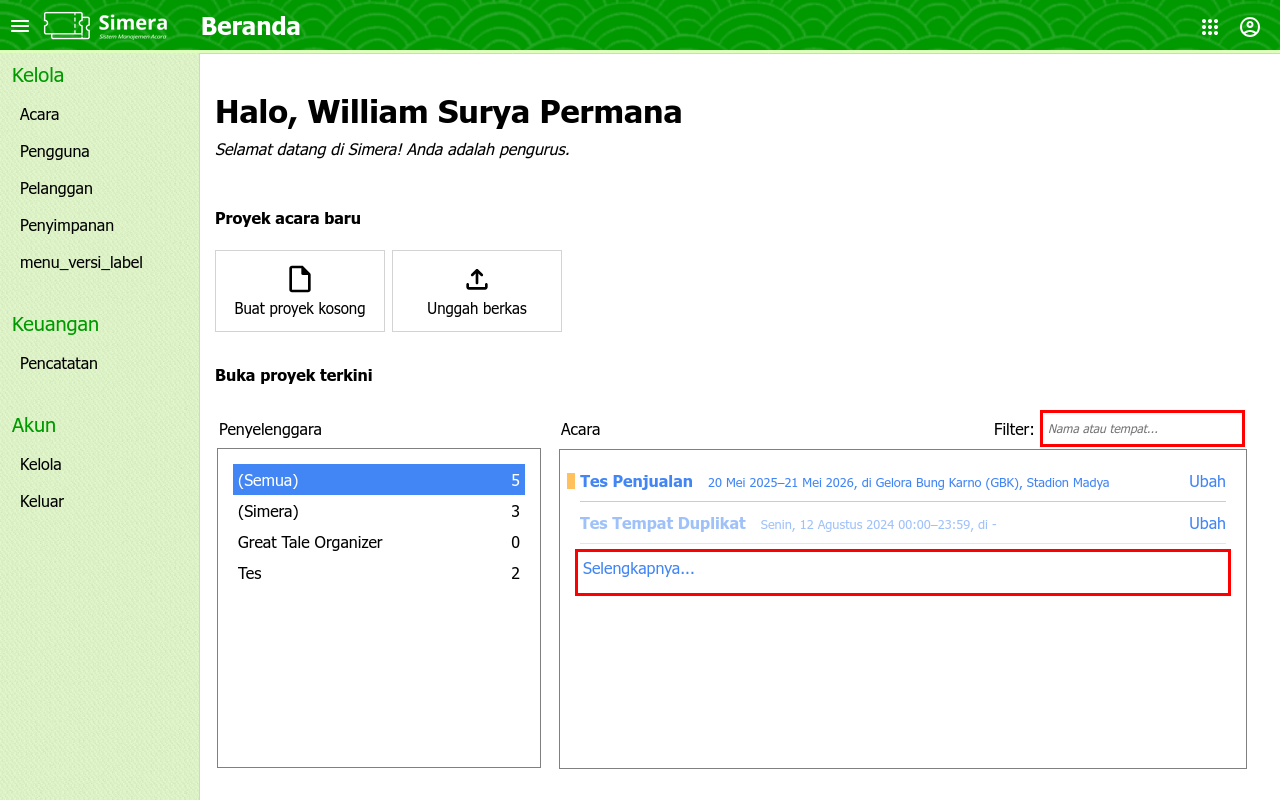 Simera
Sistem Manajemen Acara
Beranda
Kelola
Acara
Pengguna
Pelanggan
Penyimpanan
menu_versi_label
Keuangan
Pencatatan
Akun
Kelola
Keluar
Halo, William Surya Permana
Selamat datang di Simera! Anda adalah pengurus.
Proyek acara baru
Buat proyek kosong
Unggah berkas
Buka proyek terkini
Penyelenggara
(Semua) 5
(Simera) 3
Great Tale Organizer 0
Tes 2
Acara
Filter: Nama atau tempat...
Tes Penjualan 20 Mei 2025–21 Mei 2026, di Gelora Bung Karno (GBK), Stadion Madya Ubah
Tes Tempat Duplikat Senin, 12 Agustus 2024 00:00–23:59, di - Ubah
Selengkapnya...